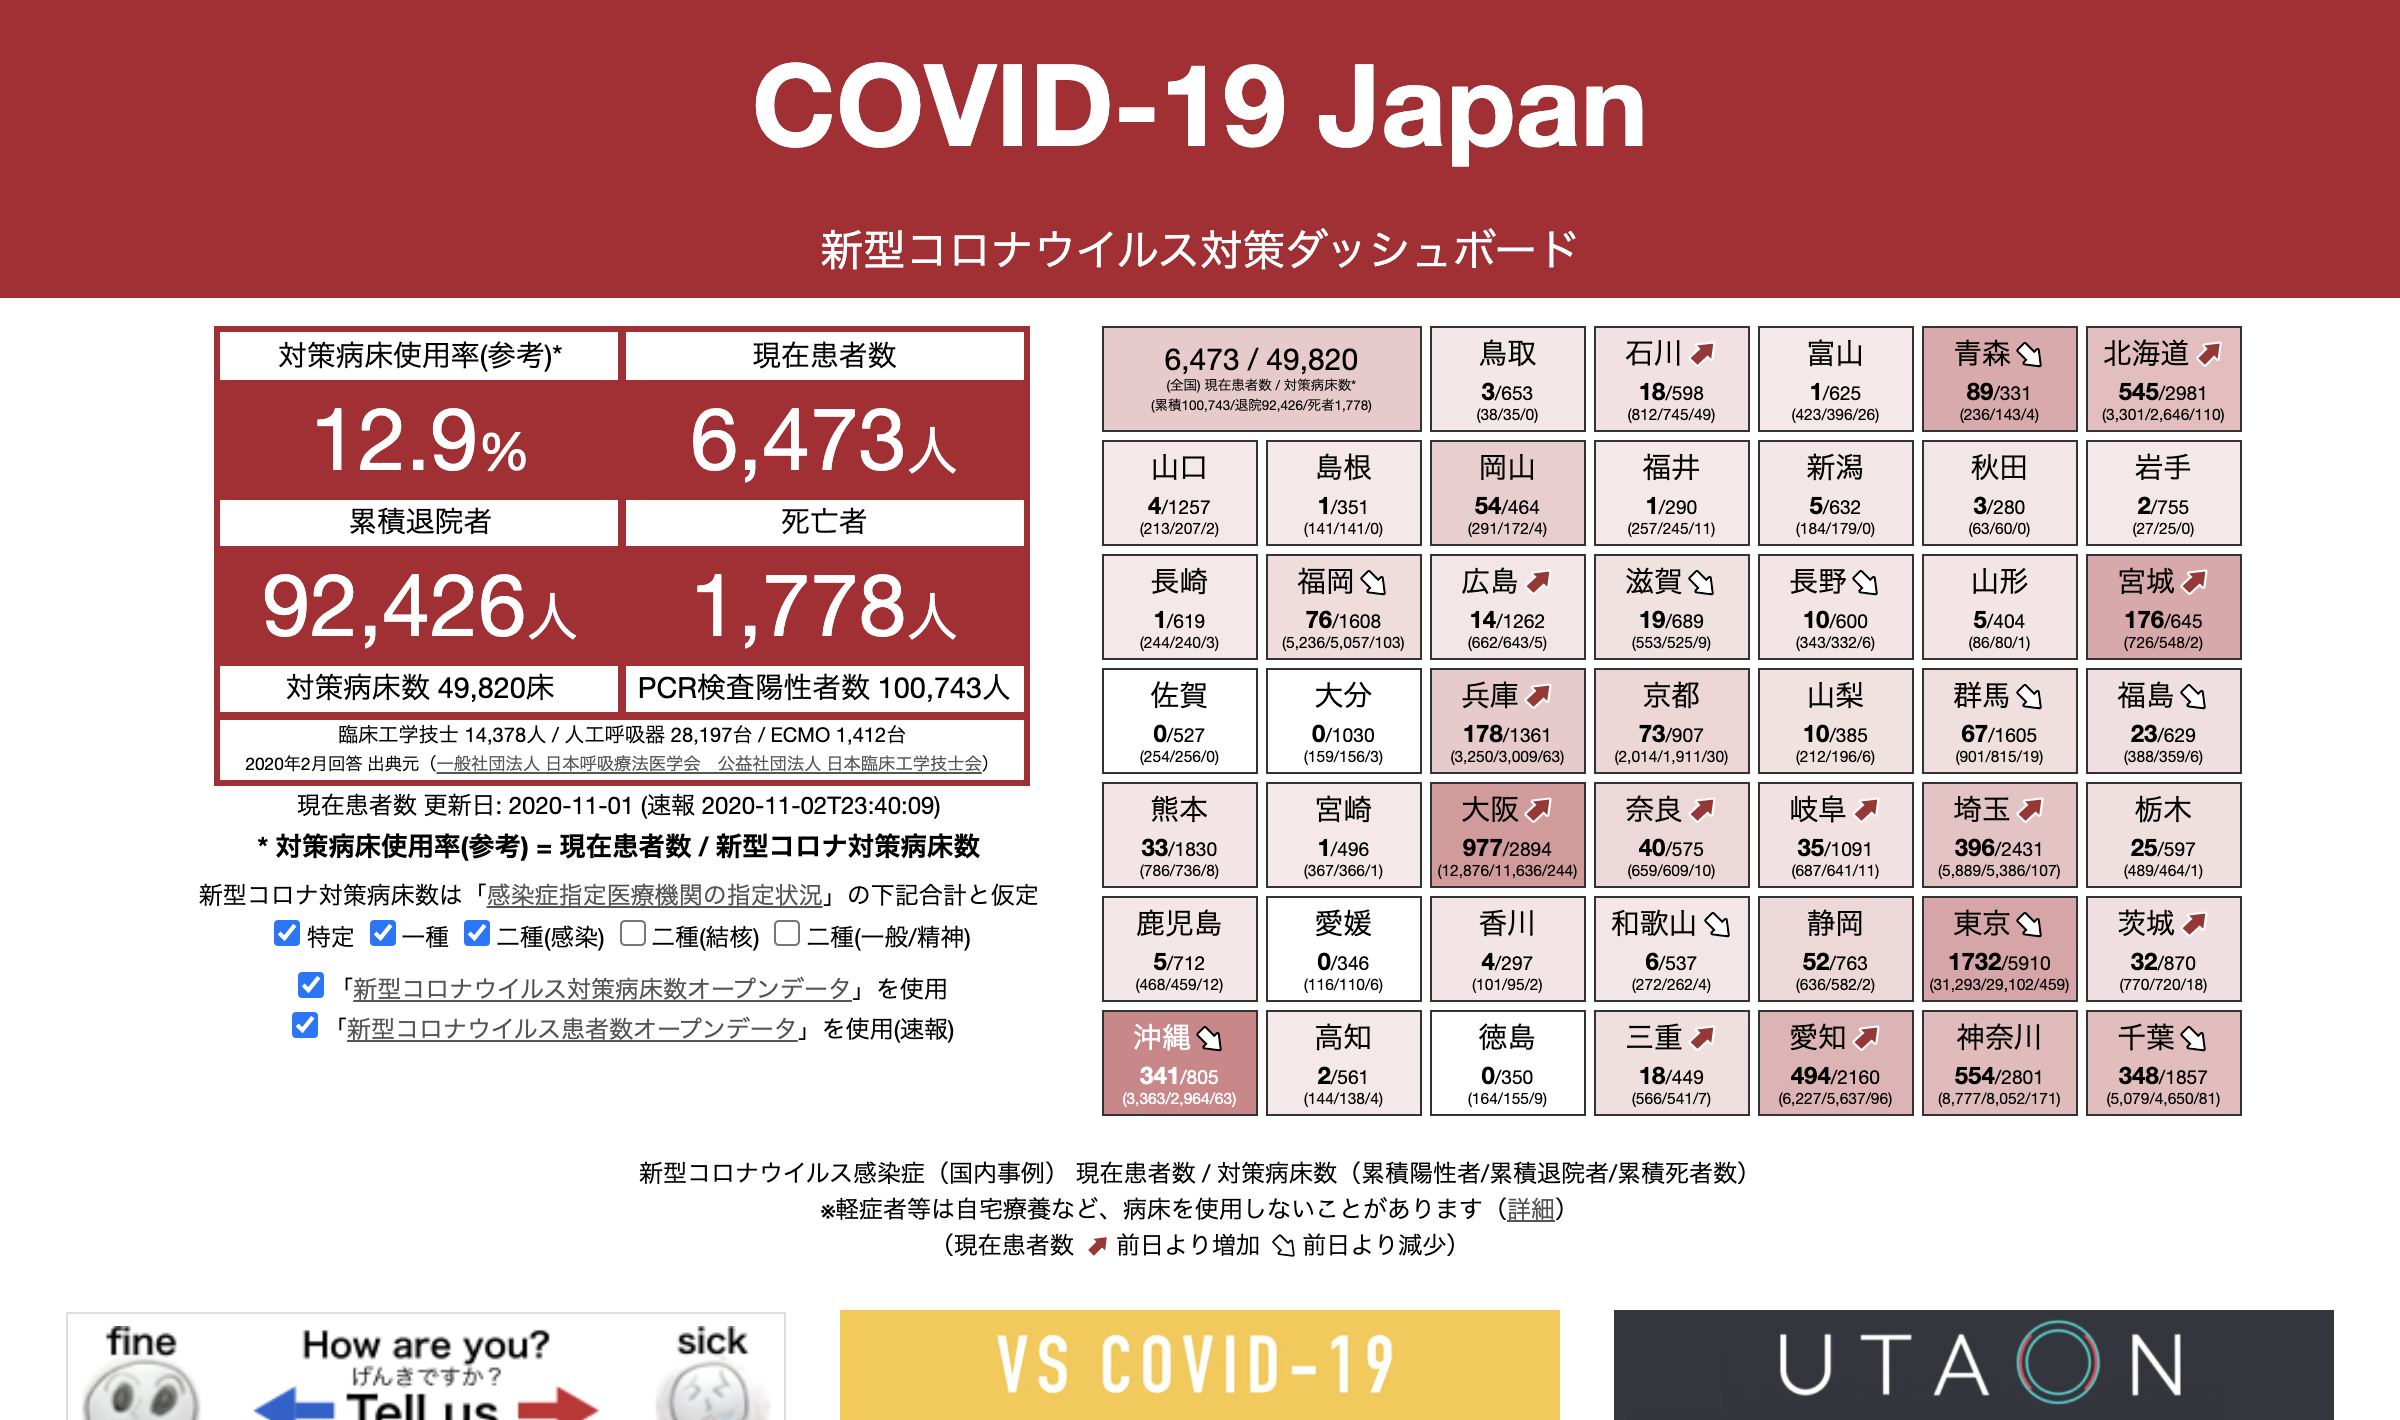 COVID-19 Japan
新型コロナウイルス対策ダッシュボード
対策病床使用率(参考)* 現在患者数
12.9% 6,473人
累積退院者 死亡者
92,426人 1,778人
対策病床数 49,820床 PCR検査陽性者数 100,743人
臨床工学技士 14,378人 / 人工呼吸器 28,197台 / ECMO 1,412台
2020年2月回答 出典元（一般社団法人 日本呼吸療法医学会　公益社団法人 日本臨床工学技士会）
現在患者数 更新日: 2020-11-01 (速報 2020-11-02T23:40:09)
* 対策病床使用率(参考) = 現在患者数 / 新型コロナ対策病床数
新型コロナ対策病床数は「感染症指定医療機関の指定状況」の下記合計と仮定
特定 一種 二種(感染) 二種(結核) 二種(一般/精神)
「新型コロナウイルス対策病床数オープンデータ」を使用
「新型コロナウイルス患者数オープンデータ」を使用(速報)
6,473 / 49,820
(全国) 現在患者数 / 対策病床数*
(累積100,743/退院92,426/死者1,778)
鳥取 石川 富山 青森 北海道
3/653 18/598 1/625 89/331 545/2981
(38/35/0) (812/745/49) (423/396/26) (236/143/4) (3,301/2,646/110)
山口 島根 岡山 福井 新潟 秋田 岩手
4/1257 1/351 54/464 1/290 5/632 3/280 2/755
(213/207/2) (141/141/0) (291/172/4) (257/245/11) (184/179/0) (63/60/0) (27/25/0)
長崎 福岡 広島 滋賀 長野 山形 宮城
1/619 76/1608 14/1262 19/689 10/600 5/404 176/645
(244/240/3) (5,236/5,057/103) (662/643/5) (553/525/9) (343/332/6) (86/80/1) (726/548/2)
佐賀 大分 兵庫 京都 山梨 群馬 福島
0/527 0/1030 178/1361 73/907 10/385 67/1605 23/629
(254/256/0) (159/156/3) (3,250/3,009/63) (2,014/1,911/30) (212/196/6) (901/815/19) (388/359/6)
熊本 宮崎 大阪 奈良 岐阜 埼玉 栃木
33/1830 1/496 977/2894 40/575 35/1091 396/2431 25/597
(786/736/8) (367/366/1) (12,876/11,636/244) (659/609/10) (687/641/11) (5,889/5,386/107) (489/464/1)
鹿児島 愛媛 香川 和歌山 静岡 東京 茨城
5/712 0/346 4/297 6/537 52/763 1732/5910 32/870
(468/459/12) (116/110/6) (101/95/2) (272/262/4) (636/582/2) (31,293/29,102/459) (770/720/18)
沖縄 高知 徳島 三重 愛知 神奈川 千葉
341/805 2/561 0/350 18/449 494/2160 554/2801 348/1857
(3,363/2,964/63) (144/138/4) (164/155/9) (566/541/7) (6,227/5,637/96) (8,777/8,052/171) (5,079/4,650/81)
新型コロナウイルス感染症（国内事例） 現在患者数 / 対策病床数（累積陽性者/累積退院者/累積死者数）
※軽症者等は自宅療養など、病床を使用しないことがあります（詳細）
（現在患者数 前日より増加 前日より減少）
fine How are you? sick
げんきですか？
Tell us
VS COVID-19
UTAON